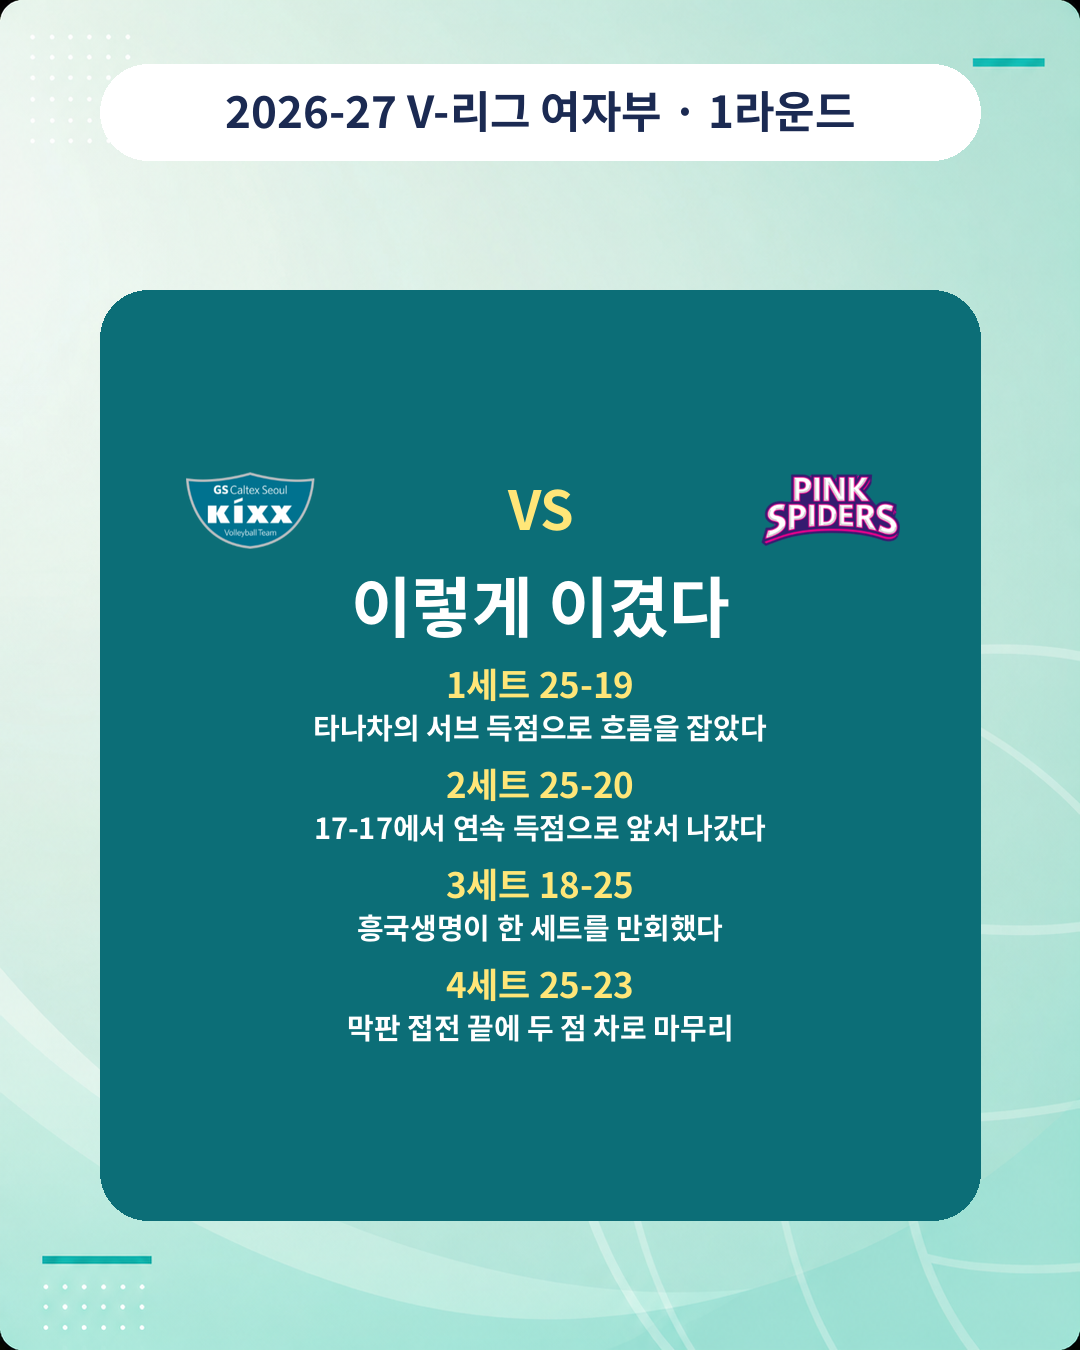 2026-27 V-리그 여자부 · 1라운드
GS Caltex Seoul
KIXX
Volleyball Team
VS
PINK
SPIDERS
이렇게 이겼다
1세트 25-19
타나차의 서브 득점으로 흐름을 잡았다
2세트 25-20
17-17에서 연속 득점으로 앞서 나갔다
3세트 18-25
흥국생명이 한 세트를 만회했다
4세트 25-23
막판 접전 끝에 두 점 차로 마무리